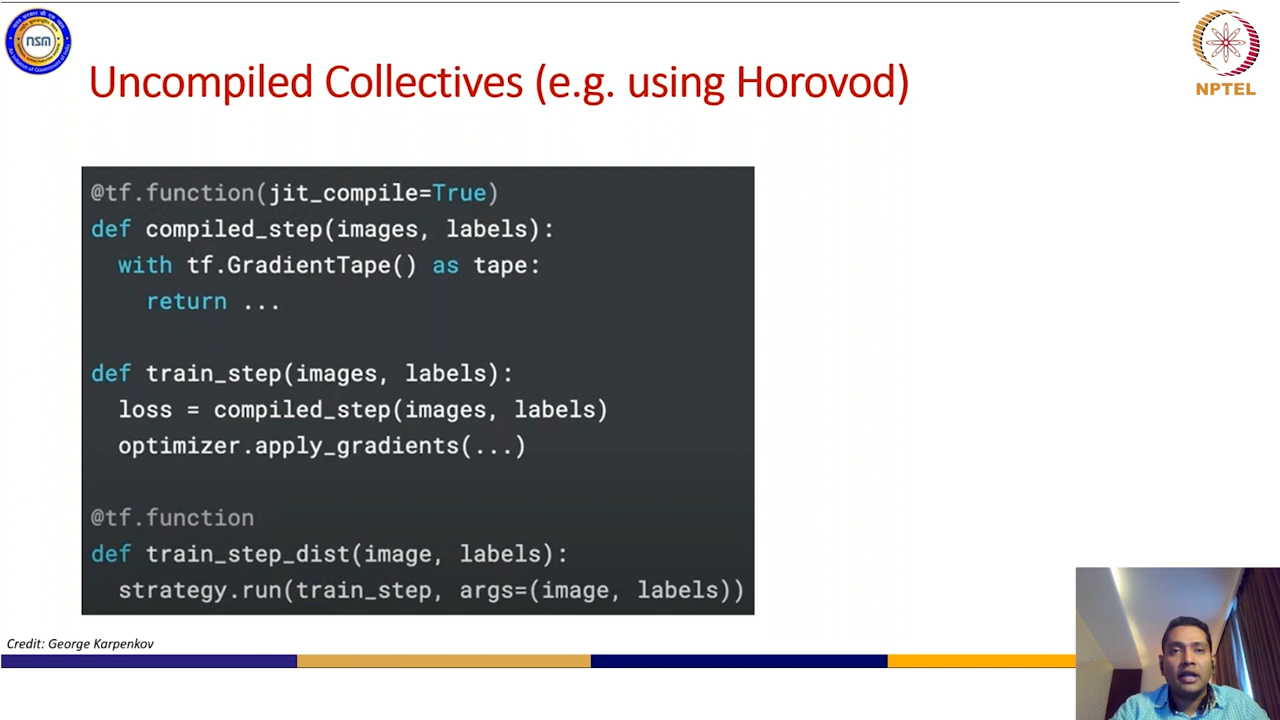 nsm
Uncompiled Collectives (e.g. using Horovod)
NPTEL
@tf.function(jit_compile=True)
def compiled_step(images, labels):
  with tf.GradientTape() as tape:
    return ...
def train_step(images, labels):
  loss = compiled_step(images, labels)
  optimizer.apply_gradients(...)
@tf.function
def train_step_dist(image, labels):
  strategy.run(train_step, args=(image, labels))
Credit: George Karpenkov